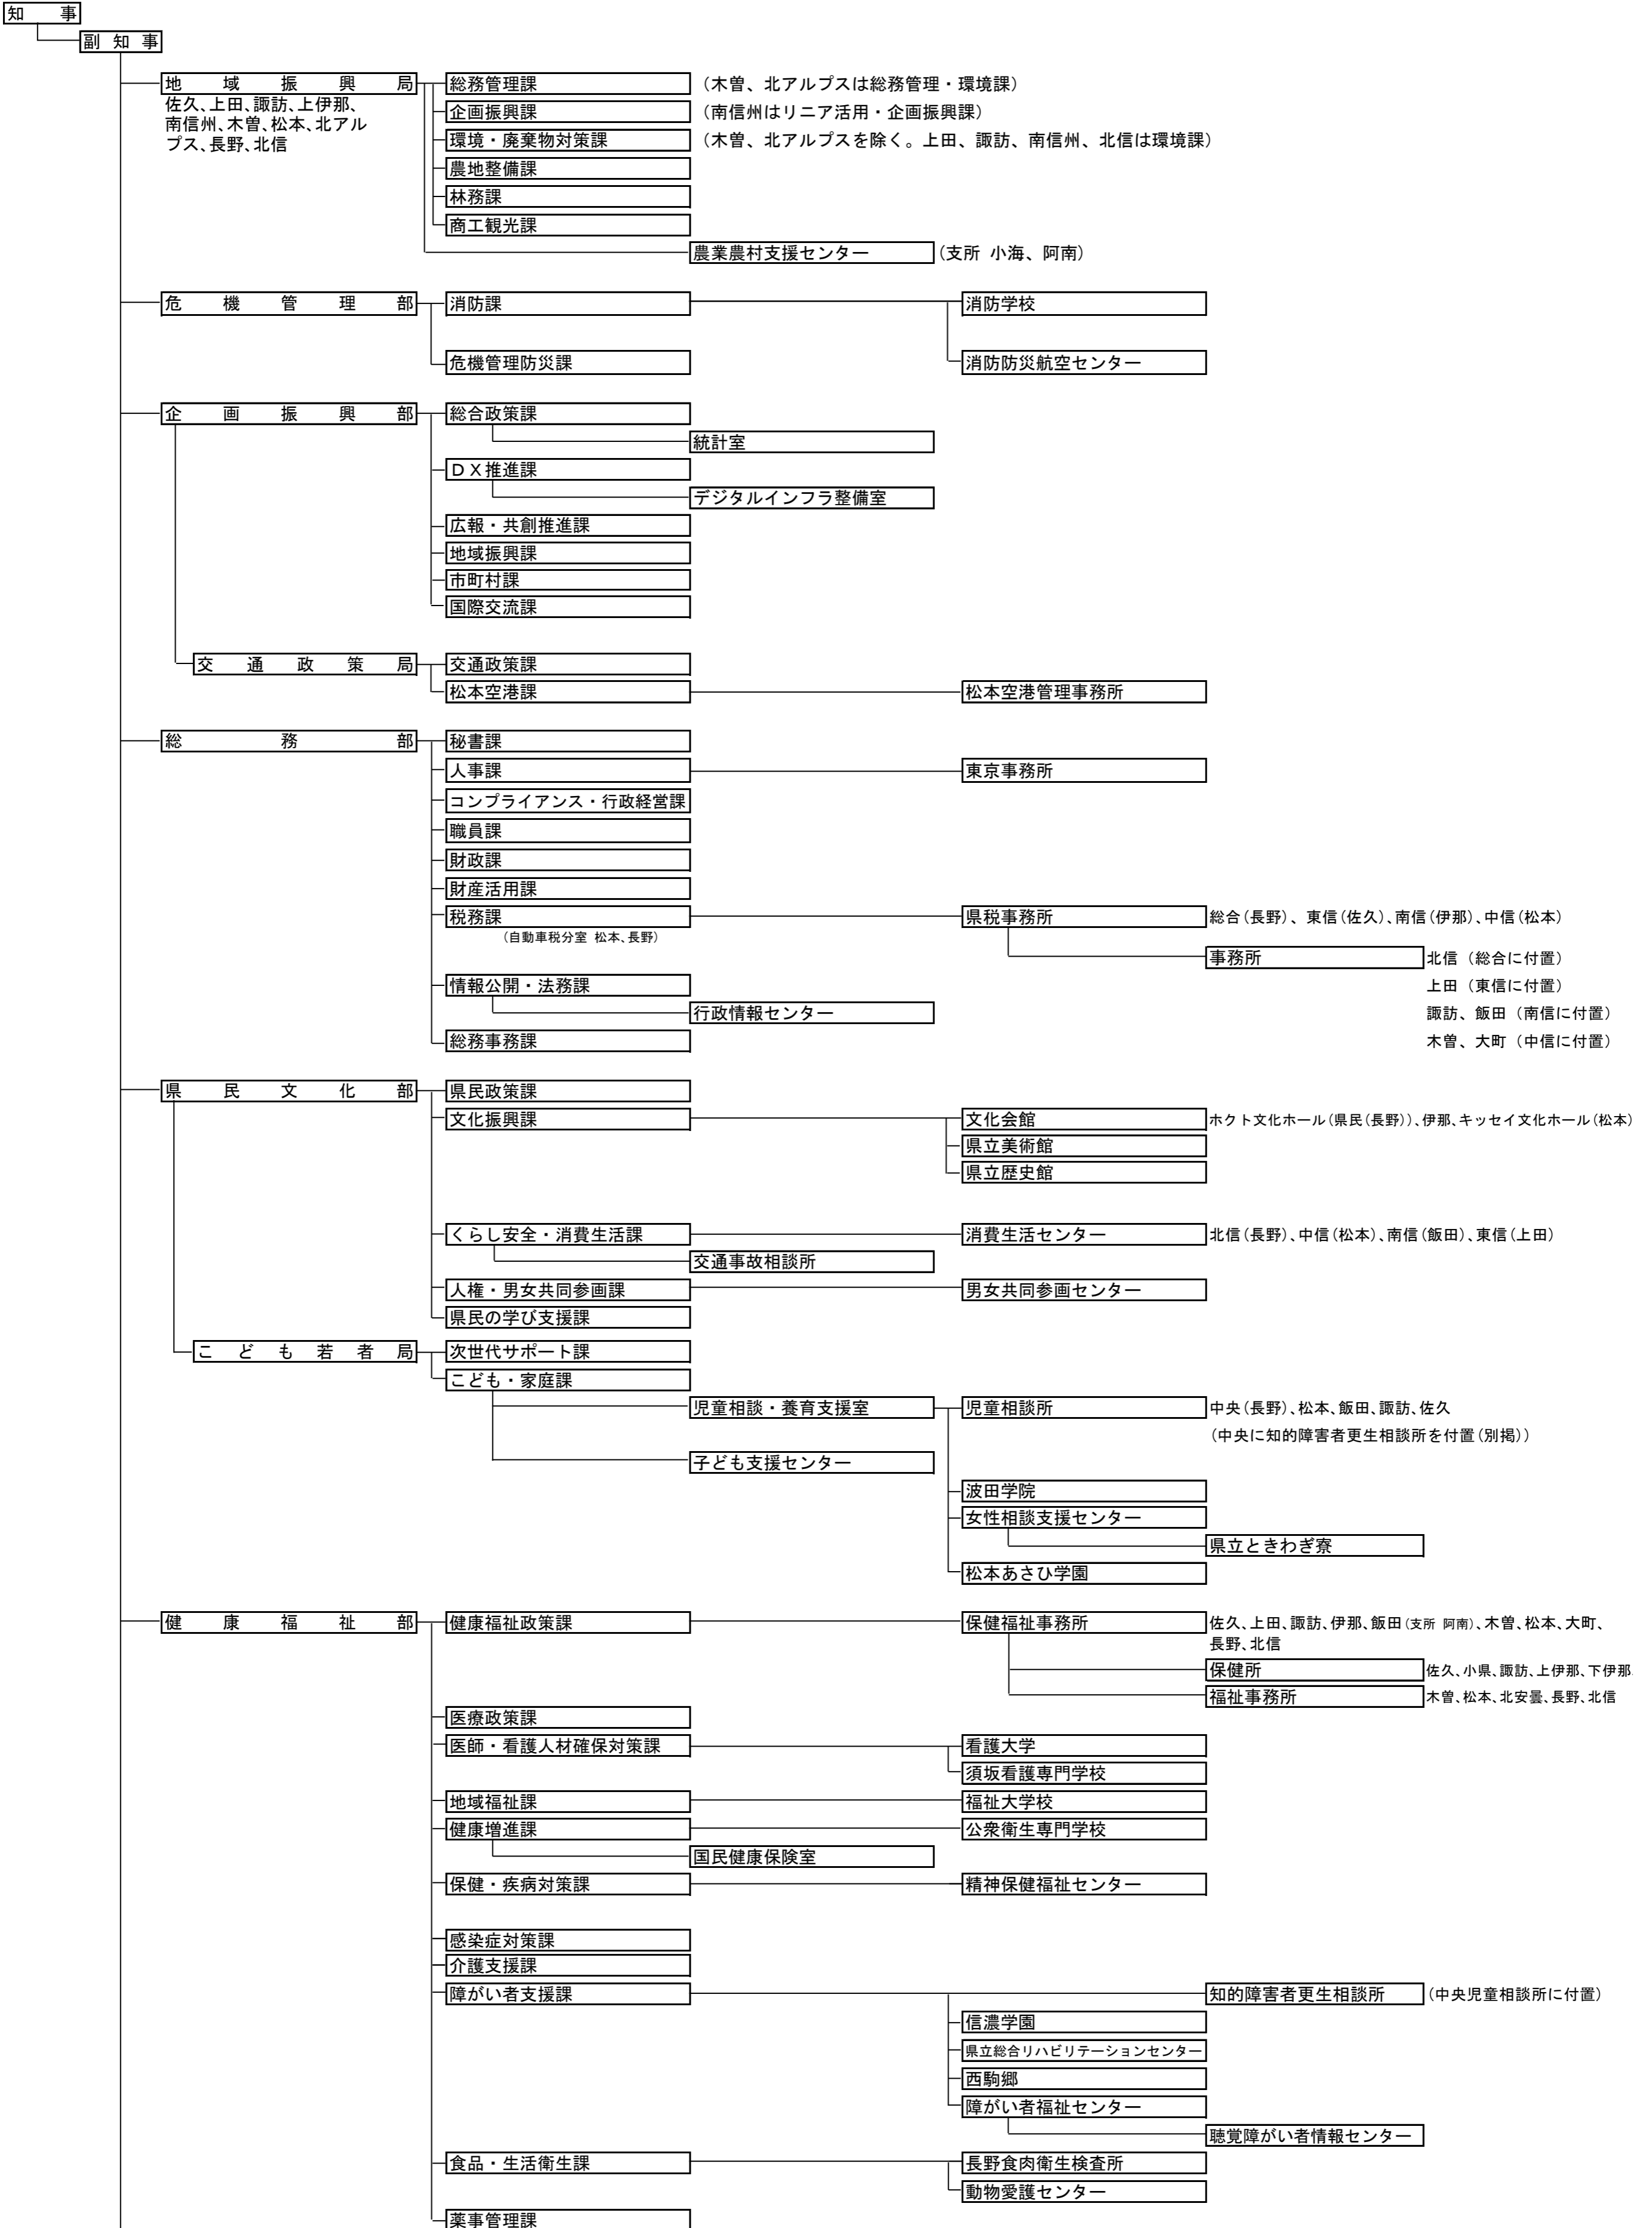 知 事
副 知 事
地 域 振 興 局
総務管理課
（木曽、北アルプスは総務管理・環境課）
佐久、上田、諏訪、上伊那、
南信州、木曽、松本、北アル
プス、長野、北信
企画振興課
（南信州はリニア活用・企画振興課）
環境・廃棄物対策課
（木曽、北アルプスを除く。上田、諏訪、南信州、北信は環境課）
農地整備課
林務課
商工観光課
農業農村支援センター
（支所 小海、阿南）
危 機 管 理 部
消防課
消防学校
危機管理防災課
消防防災航空センター
企 画 振 興 部
総合政策課
統計室
ＤＸ推進課
デジタルインフラ整備室
広報・共創推進課
地域振興課
市町村課
国際交流課
交 通 政 策 局
交通政策課
松本空港課
松本空港管理事務所
総 務 部
秘書課
人事課
東京事務所
コンプライアンス・行政経営課
職員課
財政課
財産活用課
税務課
県税事務所
総合（長野）、東信（佐久）、南信（伊那）、中信（松本）
（自動車税分室 松本、長野）
事務所
北信（総合に付置）
情報公開・法務課
上田（東信に付置）
行政情報センター
諏訪、飯田（南信に付置）
総務事務課
木曽、大町（中信に付置）
県 民 文 化 部
県民政策課
文化振興課
文化会館
ホクト文化ホール（県民（長野））、伊那、キッセイ文化ホール（松本）
県立美術館
県立歴史館
くらし安全・消費生活課
消費生活センター
北信（長野）、中信（松本）、南信（飯田）、東信（上田）
交通事故相談所
人権・男女共同参画課
男女共同参画センター
県民の学び支援課
こ ど も 若 者 局
次世代サポート課
こども・家庭課
児童相談・養育支援室
児童相談所
中央（長野）、松本、飯田、諏訪、佐久
（中央に知的障害者更生相談所を付置（別掲））
子ども支援センター
波田学院
女性相談支援センター
県立ときわぎ寮
松本あさひ学園
健 康 福 祉 部
健康福祉政策課
保健福祉事務所
佐久、上田、諏訪、伊那、飯田（支所 阿南）、木曽、松本、大町、
長野、北信
保健所
佐久、小県、諏訪、上伊那、下伊那
福祉事務所
木曽、松本、北安曇、長野、北信
医療政策課
医師・看護人材確保対策課
看護大学
須坂看護専門学校
地域福祉課
福祉大学校
健康増進課
公衆衛生専門学校
国民健康保険室
保健・疾病対策課
精神保健福祉センター
感染症対策課
介護支援課
障がい者支援課
知的障害者更生相談所
（中央児童相談所に付置）
信濃学園
県立総合リハビリテーションセンター
西駒郷
障がい者福祉センター
聴覚障がい者情報センター
食品・生活衛生課
長野食肉衛生検査所
動物愛護センター
薬事管理課